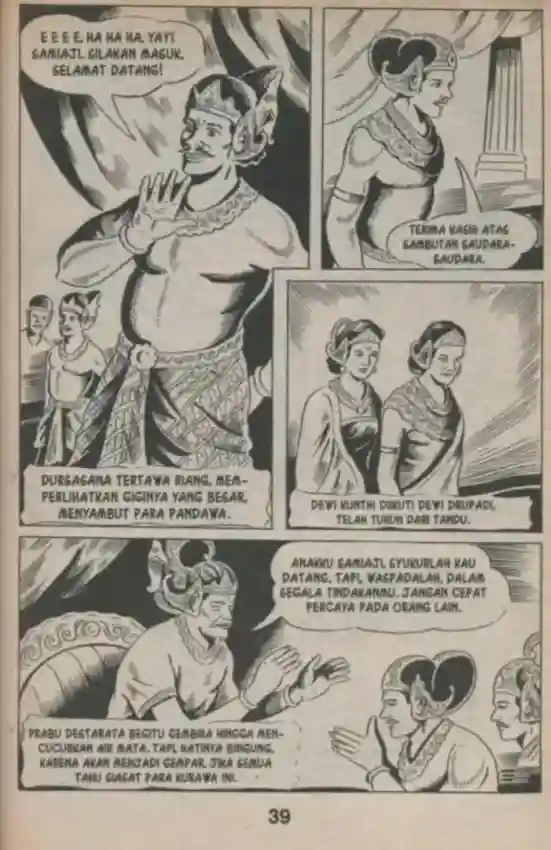 E E E E, HA HA HA, YAYI
SAMIAJI. SILAKAN MASUK,
SELAMAT DATANG!
TERIMA KASIH ATAS
SAMBUTAN SAUDARA-
SAUDARA.
DURSASANA TERTAWA RIANG, MEM-
PERLIHATKAN GIGINYA YANG BESAR,
MENYAMBUT PARA PANDAWA.
DEWI KUNTHI DIIKUTI DEWI DRUPADI,
TELAH TURUN DARI TANDU.
ANAKKU SAMIAJI, SYUKURLAH KAU
DATANG. TAPI, WASPADALAH, DALAM
SEGALA TINDAKANMU. JANGAN CEPAT
PERCAYA PADA ORANG LAIN.
PRABU DESTARATA BEGITU GEMBIRA HINGGA MEN-
CUCURKAN AIR MATA. TAPI, HATINYA BINGUNG,
KARENA AKAN MENJADI GEMPAR, JIKA SEMUA
TAHU SIASAT PARA KURAWA INI.
39